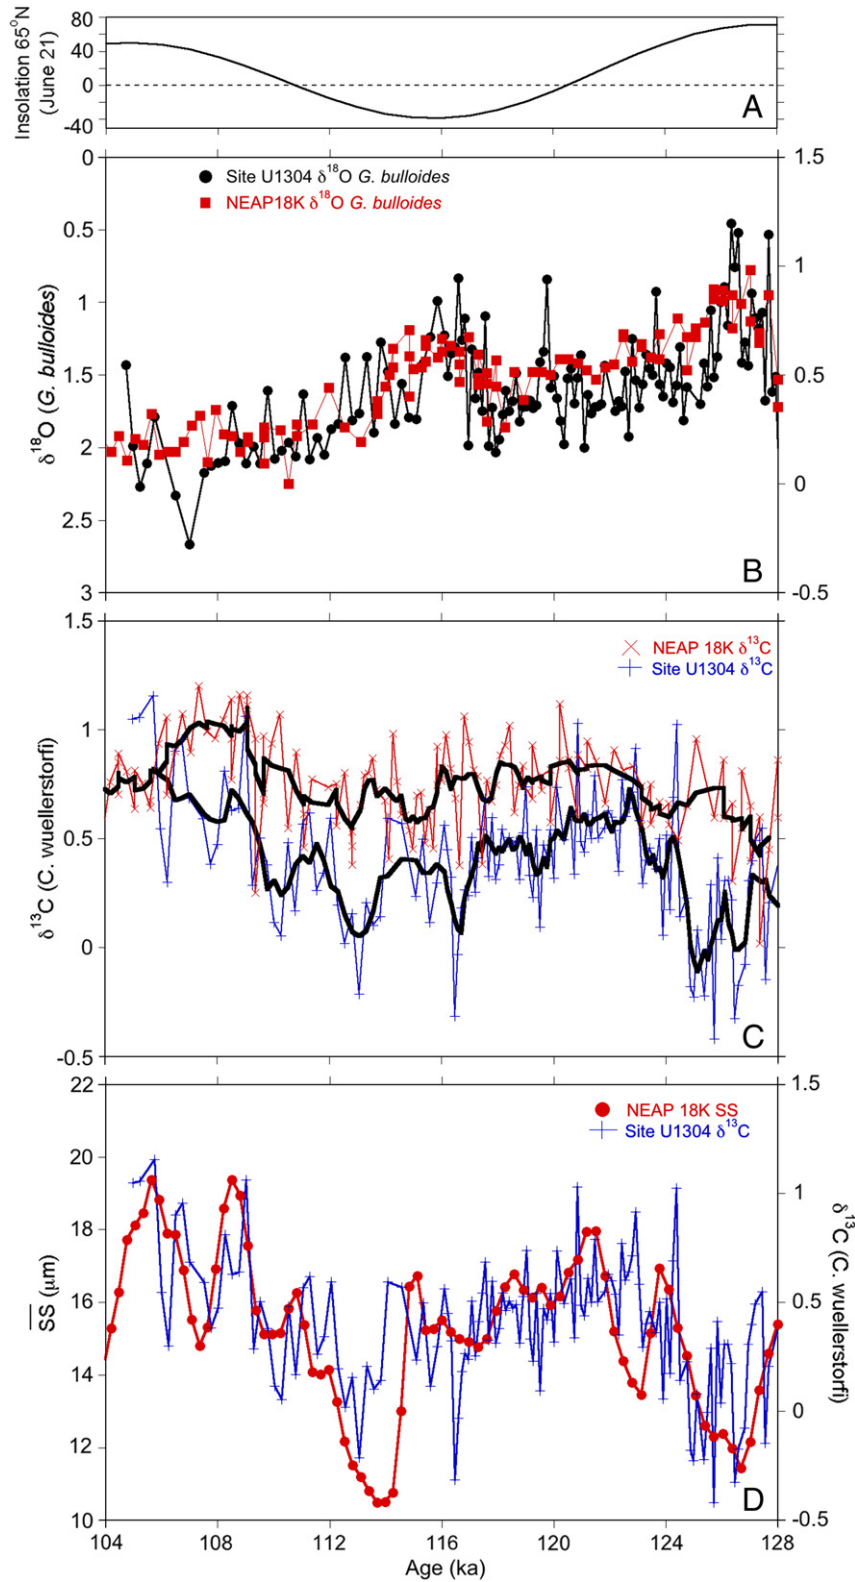 Insolation 65°N
(June 21)
80
40
0
-40
A
δ18O (G. bulloides)
0
0.5
1
1.5
2
2.5
3
Site U1304 δ18O G. bulloides
NEAP18K δ18O G. bulloides
1.5
1
0.5
0
-0.5
B
δ13C (C. wuellerstorfi)
1.5
1
0.5
0
-0.5
NEAP 18K δ13C
Site U1304 δ13C
C
SS (μm)
22
20
18
16
14
12
10
NEAP 18K SS
Site U1304 δ13C
1.5
1
0.5
0
-0.5
δ13C (C. wuellerstorfi)
D
104 108 112 116 120 124 128
Age (ka)